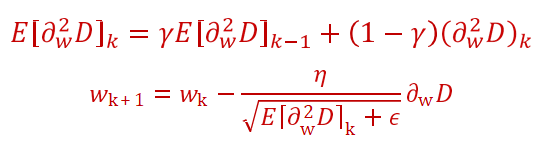 E[∂²_w D]_k = γE[∂²_w D]_{k−1} + (1 − γ)(∂²_w D)_k
w_{k+1} = w_k − η / √(E[∂²_w D]_k + ϵ) ∂_w D